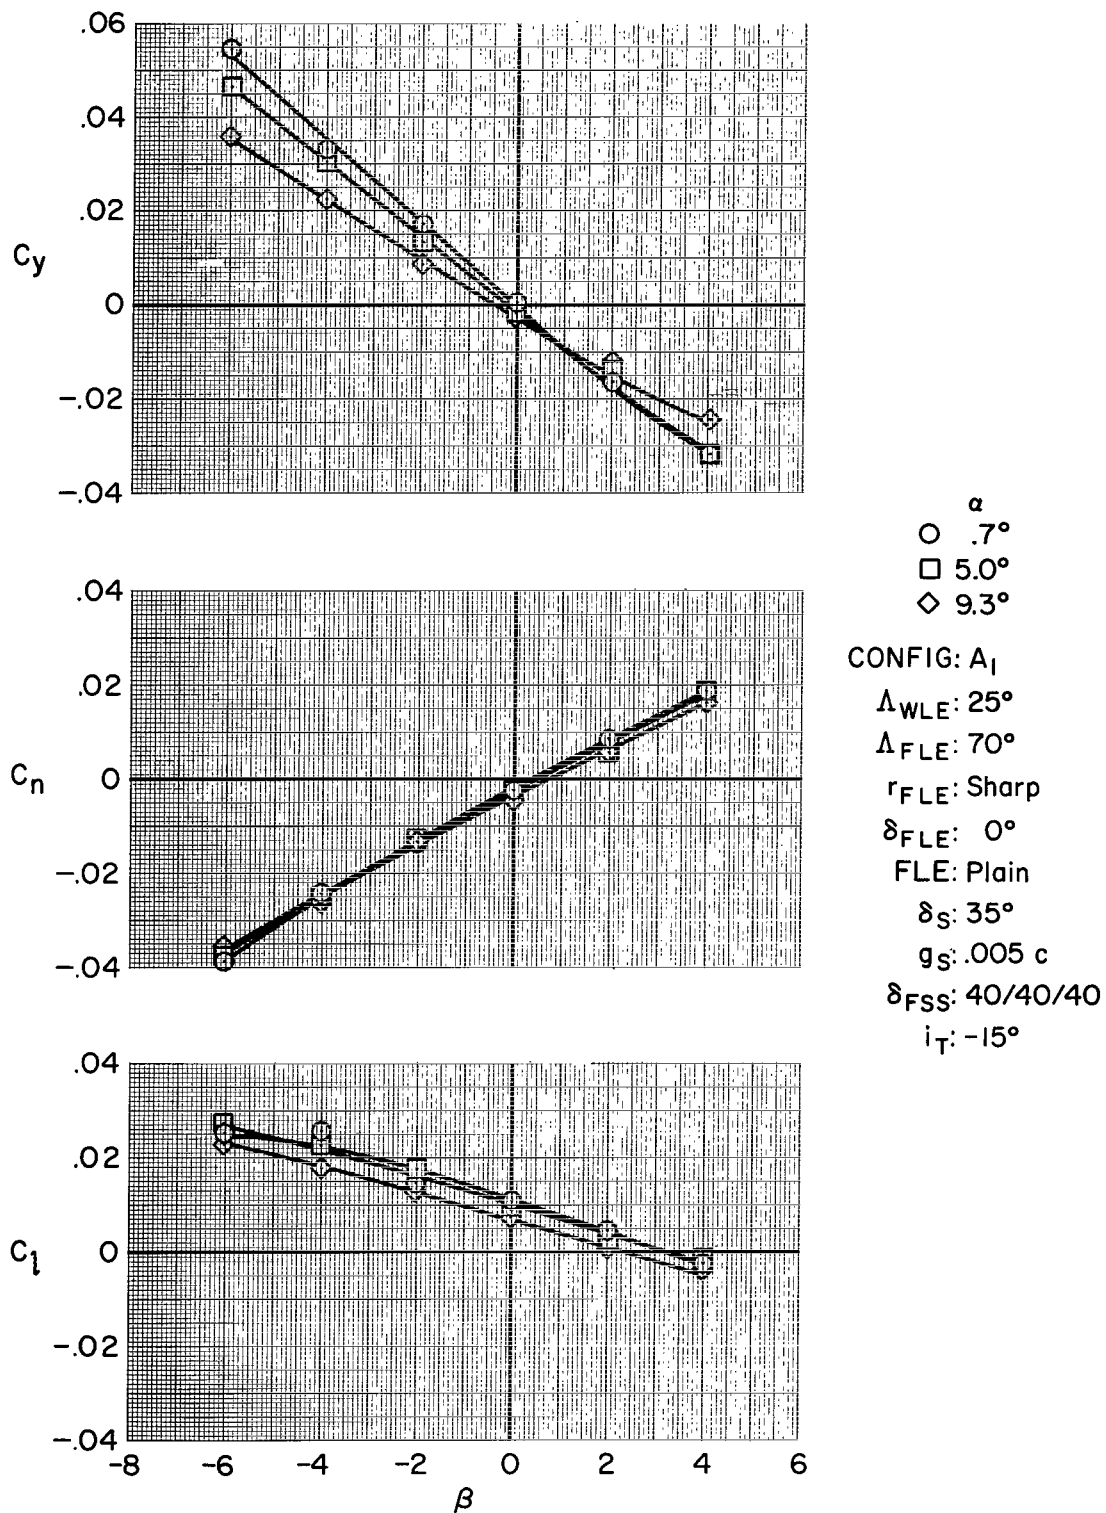 .06
.04
.02
0
-.02
-.04
Cy
α
.7°
5.0°
9.3°
CONFIG: A1
ΛWLE: 25°
ΛFLE: 70°
rFLE: Sharp
δFLE: 0°
FLE: Plain
δS: 35°
gS: .005 c
δFSS: 40/40/40
iT: -15°
.04
.02
0
-.02
-.04
Cn
.04
.02
0
-.02
-.04
Cl
-8 -6 -4 -2 0 2 4 6
β